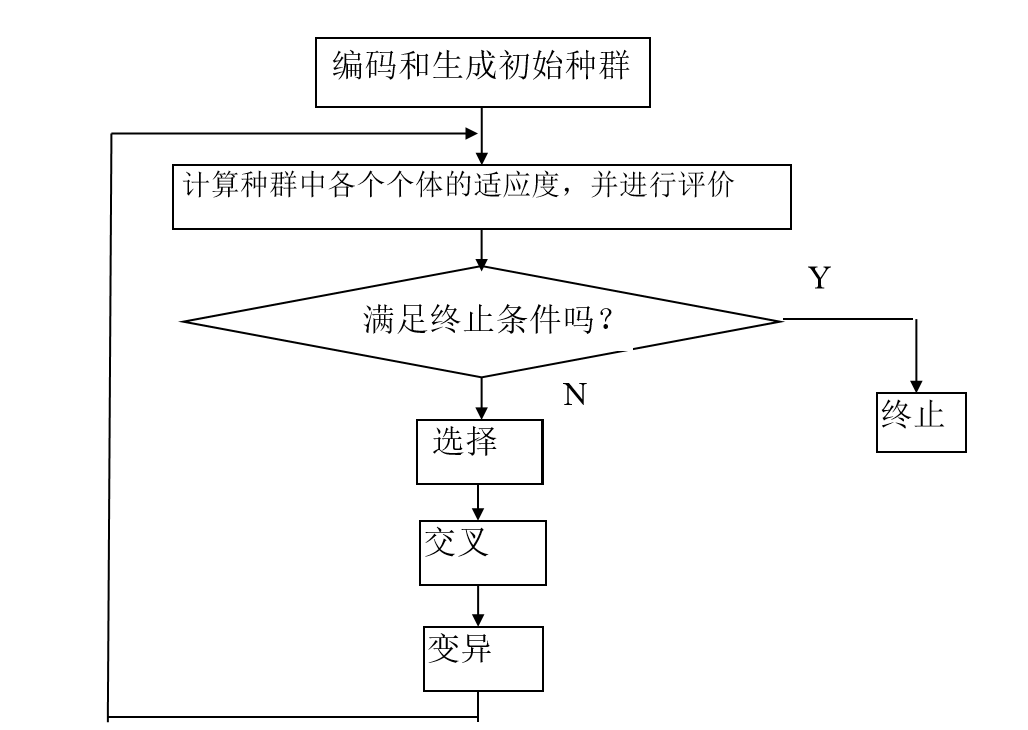 编码和生成初始种群
计算种群中各个个体的适应度，并进行评价
Y
满足终止条件吗？
N
终止
选择
交叉
变异